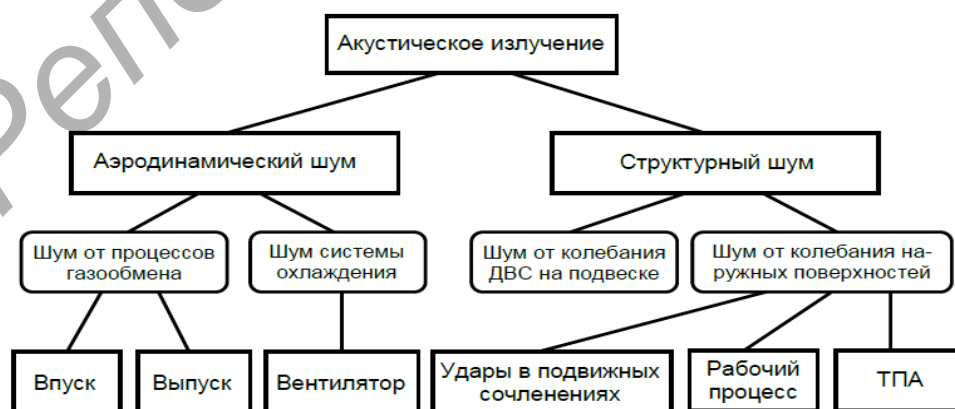 Акустическое излучение
Аэродинамический шум
Структурный шум
Шум от процессов
газообмена
Шум системы
охлаждения
Шум от колебания
ДВС на подвеске
Шум от колебания на-
ружных поверхностей
Впуск
Выпуск
Вентилятор
Удары в подвижных
сочленениях
Рабочий
процесс
ТПА